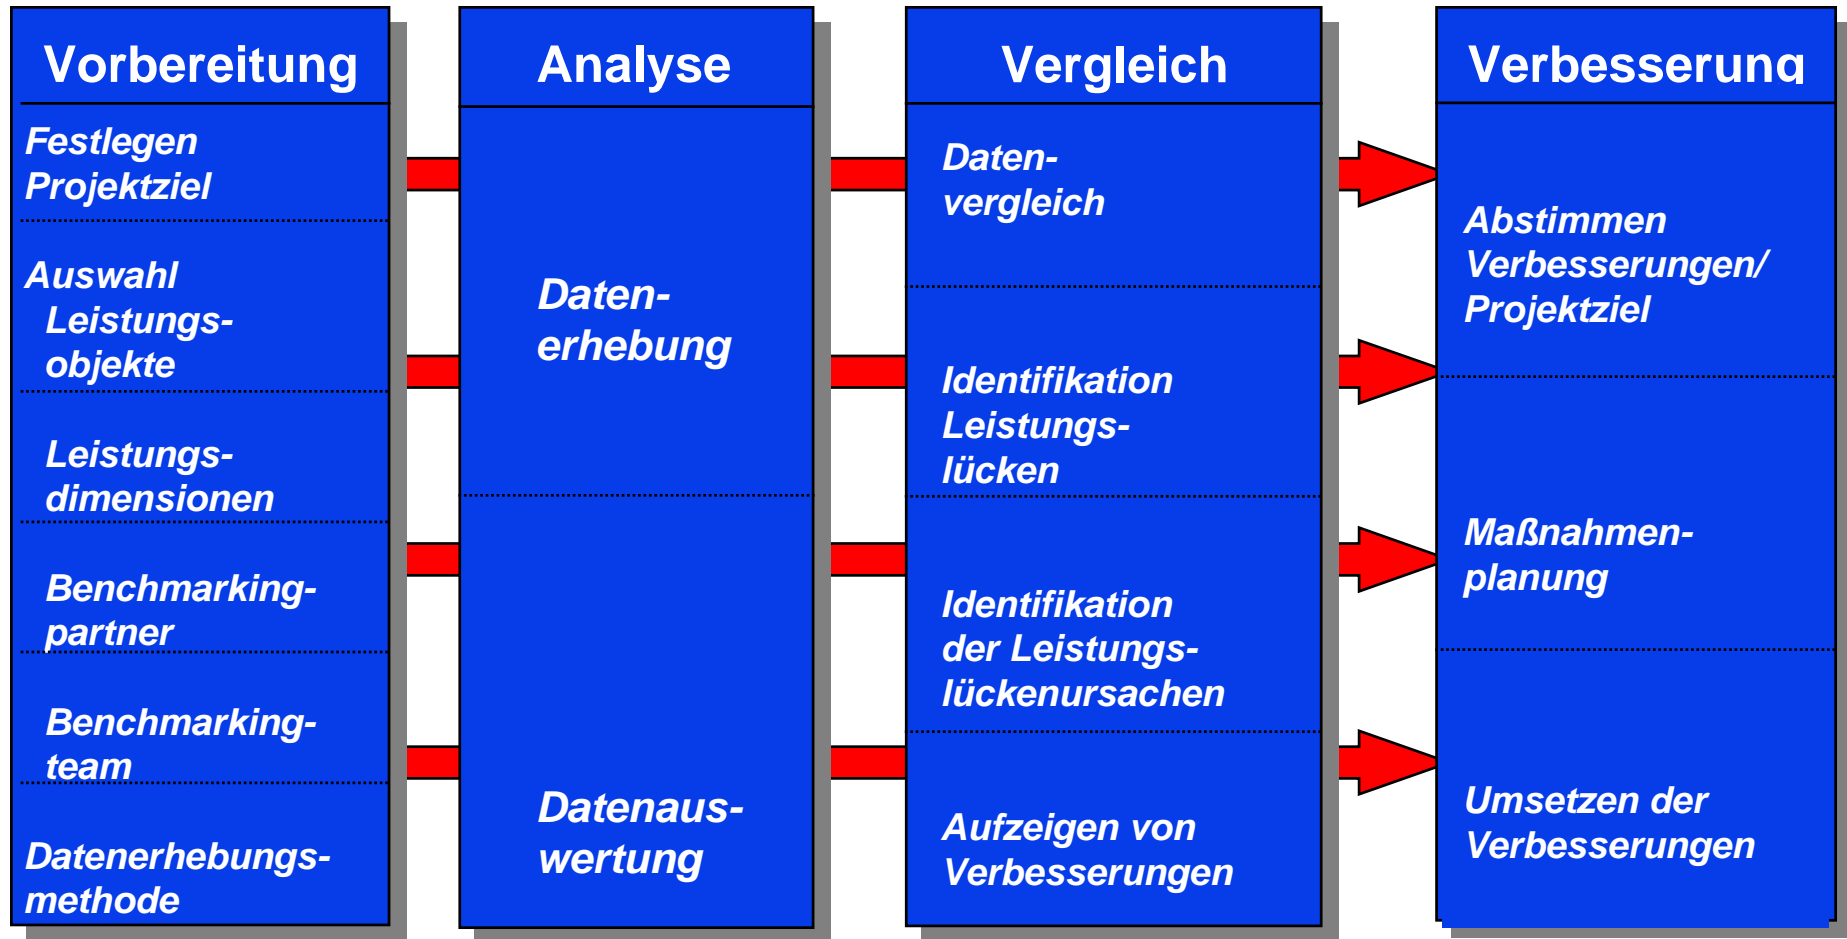 Vorbereitung
Festlegen
Projektziel
Auswahl
Leistungs-
objekte
Leistungs-
dimensionen
Benchmarking-
partner
Benchmarking-
team
Datenerhebungs-
methode
Analyse
Daten-
erhebung
Datenaus-
wertung
Vergleich
Daten-
vergleich
Identifikation
Leistungs-
lücken
Identifikation
der Leistungs-
lückenursachen
Aufzeigen von
Verbesserungen
Verbesserung
Abstimmen
Verbesserungen/
Projektziel
Maßnahmen-
planung
Umsetzen der
Verbesserungen